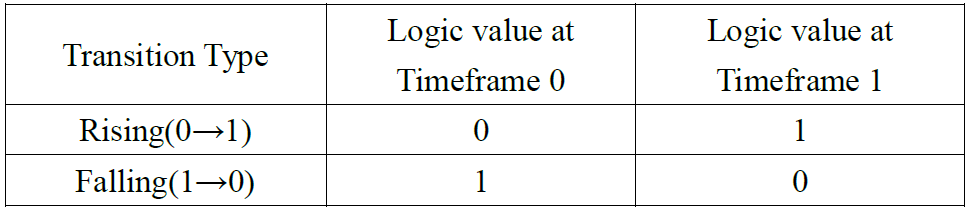 Transition Type
Logic value at
Timeframe 0
Logic value at
Timeframe 1
Rising(0→1)
0
1
Falling(1→0)
1
0